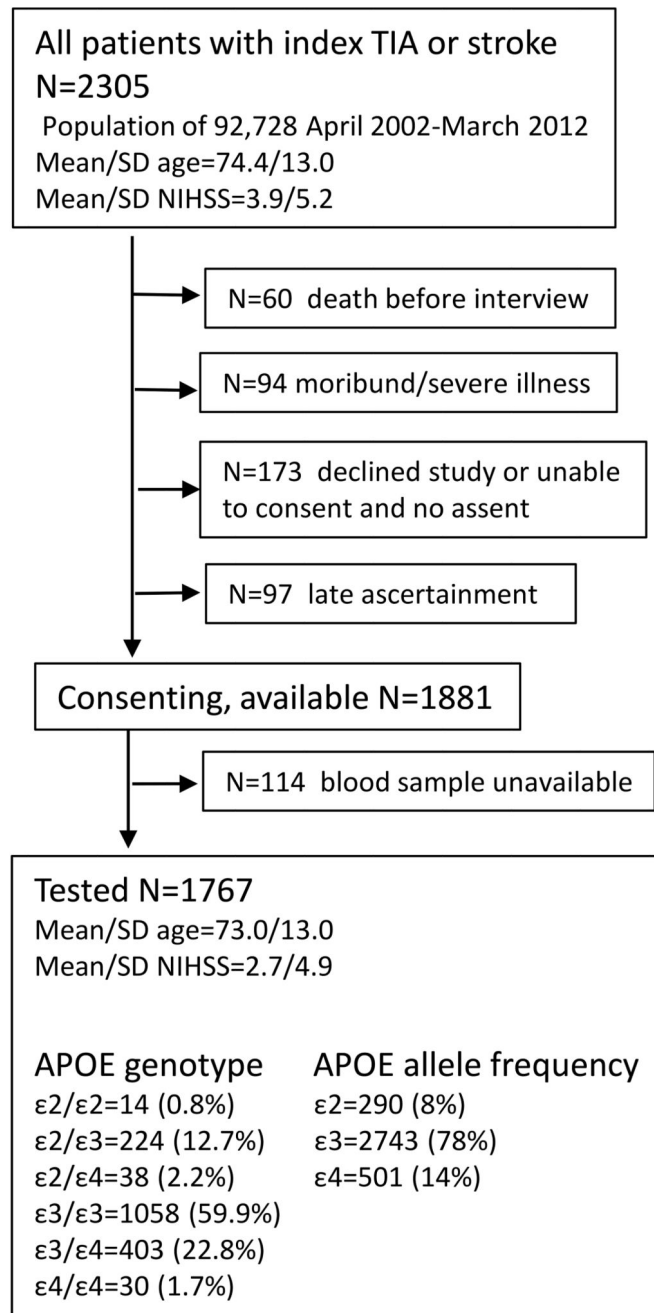 All patients with index TIA or stroke
N=2305
Population of 92,728 April 2002-March 2012
Mean/SD age=74.4/13.0
Mean/SD NIHSS=3.9/5.2
N=60 death before interview
N=94 moribund/severe illness
N=173 declined study or unable
to consent and no assent
N=97 late ascertainment
Consenting, available N=1881
N=114 blood sample unavailable
Tested N=1767
Mean/SD age=73.0/13.0
Mean/SD NIHSS=2.7/4.9
APOE genotype
ε2/ε2=14 (0.8%)
ε2/ε3=224 (12.7%)
ε2/ε4=38 (2.2%)
ε3/ε3=1058 (59.9%)
ε3/ε4=403 (22.8%)
ε4/ε4=30 (1.7%)
APOE allele frequency
ε2=290 (8%)
ε3=2743 (78%)
ε4=501 (14%)